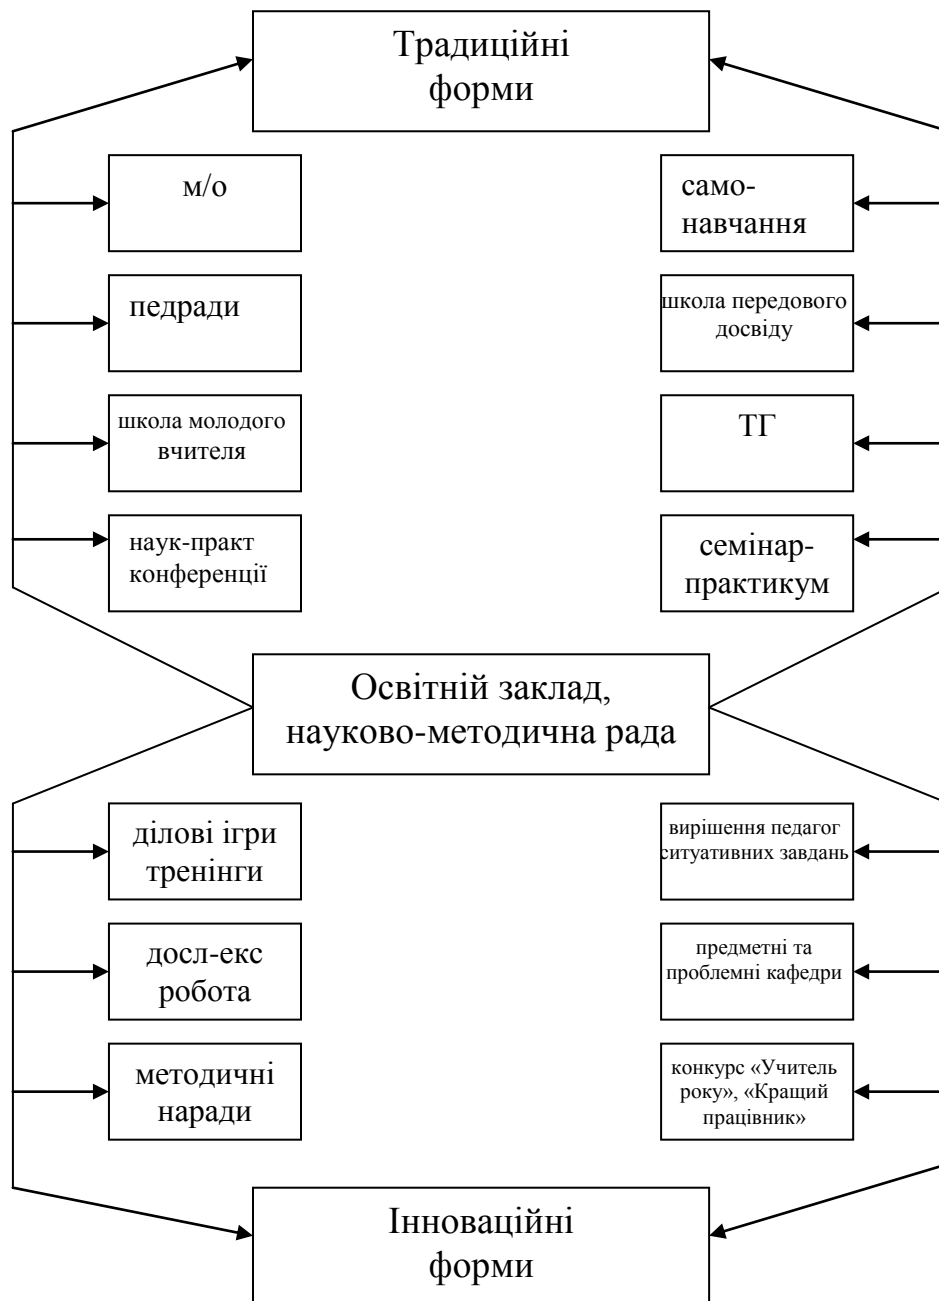 Традиційні
форми
м/о
само-
навчання
педради
школа передового
досвіду
школа молодого
вчителя
ТГ
наук-практ
конференції
семінар-
практикум
Освітній заклад,
науково-методична рада
ділові ігри
тренінги
вирішення педагог
ситуативних завдань
досл-екс
робота
предметні та
проблемні кафедри
методичні
наради
конкурс «Учитель
року», «Кращий
працівник»
Інноваційні
форми